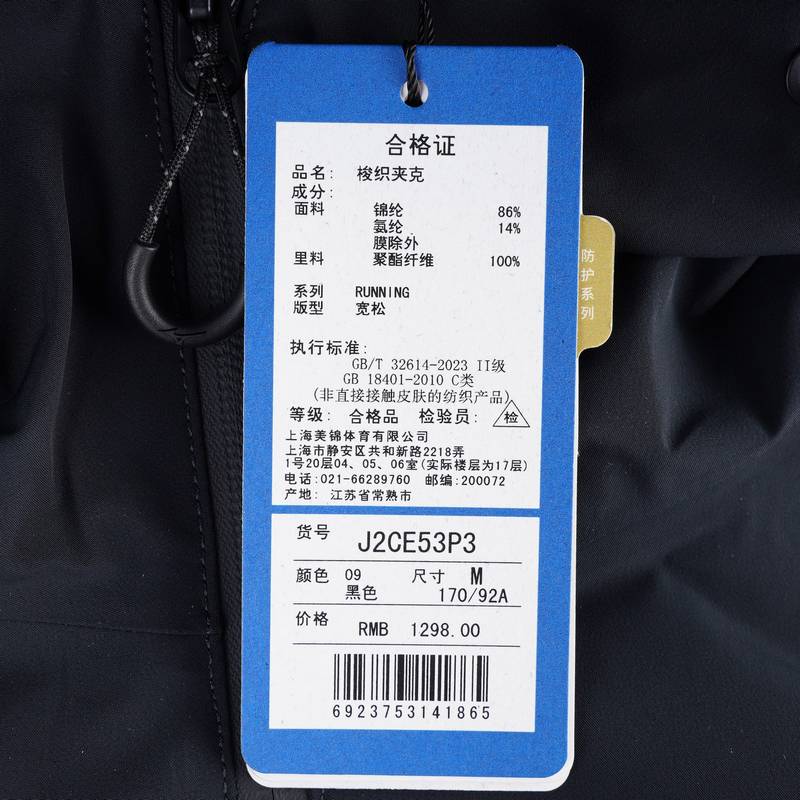 合格证
品名: 梭织夹克
成分:
面料 锦纶 86%
氨纶 14%
膜除外
里料 聚酯纤维 100%
系列 RUNNING
版型 宽松
执行标准:
GB/T 32614-2023 II级
GB 18401-2010 C类
(非直接接触皮肤的纺织产品)
等级: 合格品 检验员: 检
上海美锦体育有限公司
上海市静安区共和新路2218弄
1号20层04、05、06室(实际楼层为17层)
电话:021-66289760 邮编:200072
产地: 江苏省常熟市
货号 J2CE53P3
颜色 09 尺寸 M
黑色 170/92A
价格 RMB 1298.00
6923753141865
防护系列